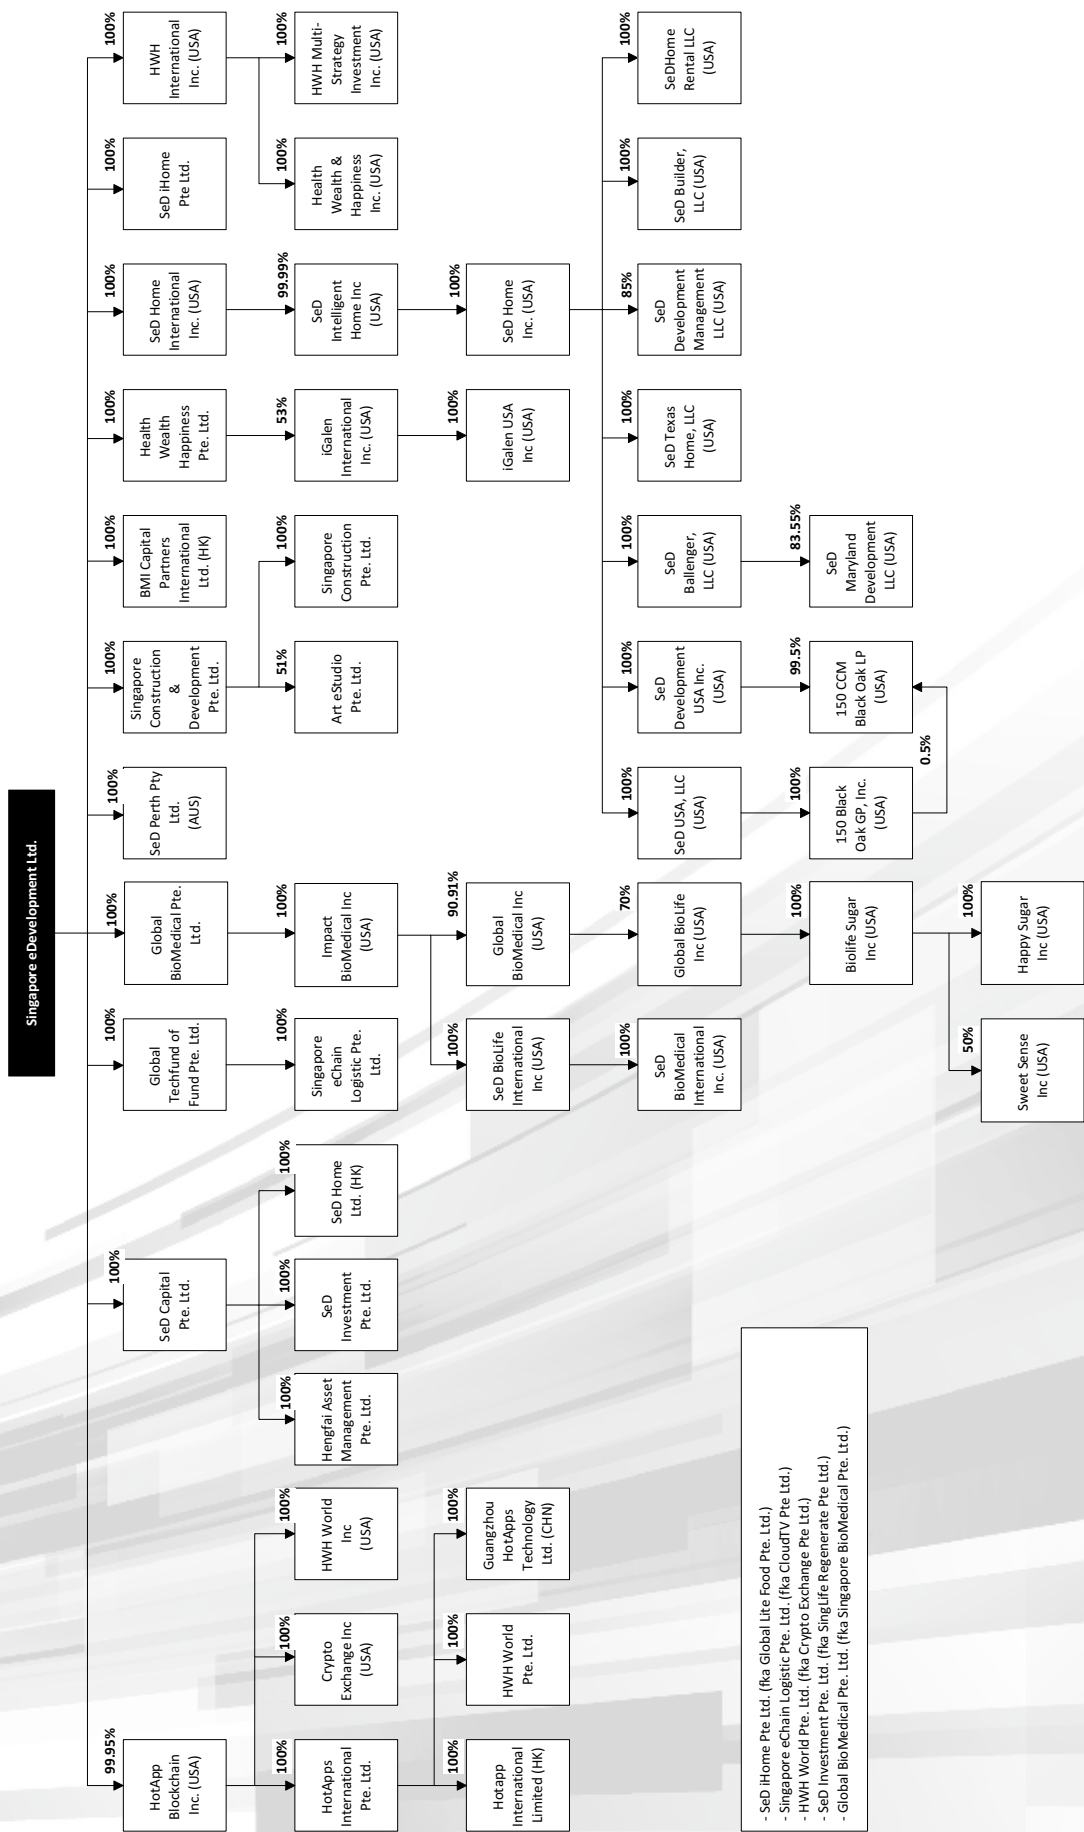 Singapore eDevelopment Ltd.
99.95%
HotApp
Blockchain
Inc. (USA)
100%
SeD Capital
Pte. Ltd.
100%
Global
Techfund of
Fund Pte. Ltd.
100%
Global
BioMedical Pte.
Ltd.
100%
SeD Perth Pty
Ltd.
(AUS)
100%
Singapore
Construction
&
Development
Pte. Ltd.
100%
BMI Capital
Partners
International
Ltd. (HK)
100%
Health
Wealth
Happiness
Pte. Ltd.
100%
SeD Home
International
Inc. (USA)
100%
SeD iHome
Pte Ltd.
100%
HWH
International
Inc. (USA)
100%
HotApps
International
Pte. Ltd.
100%
Crypto
Exchange Inc
(USA)
100%
HWH World
Inc
(USA)
100%
Hengfai Asset
Management
Pte. Ltd.
100%
SeD
Investment
Pte. Ltd.
100%
SeD Home
Ltd. (HK)
100%
Singapore
eChain
Logistic Pte.
Ltd.
100%
Impact
BioMedical Inc
(USA)
51%
Art eStudio
Pte. Ltd.
100%
Singapore
Construction
Pte. Ltd.
53%
iGalen
International
Inc. (USA)
99.99%
SeD
Intelligent
Home Inc
(USA)
100%
Health
Wealth &
Happiness
Inc. (USA)
100%
HWH Multi-
Strategy
Investment
Inc. (USA)
100%
Hotapp
International
Limited (HK)
100%
HWH World
Pte. Ltd.
100%
Guangzhou
HotApps
Technology
Ltd. (CHN)
100%
SeD BioLife
International
Inc (USA)
90.91%
Global
BioMedical Inc
(USA)
100%
iGalen USA
Inc (USA)
100%
SeD Home
Inc. (USA)
100%
SeD
BioMedical
International
Inc. (USA)
70%
Global BioLife
Inc (USA)
100%
SeD USA, LLC
(USA)
100%
SeD
Development
USA Inc.
(USA)
100%
SeD
Ballenger,
LLC (USA)
100%
SeD Texas
Home, LLC
(USA)
85%
SeD
Development
Management
LLC (USA)
100%
SeD Builder,
LLC (USA)
100%
SeDHome
Rental LLC
(USA)
100%
Biolife Sugar
Inc (USA)
100%
150 Black
Oak GP, Inc.
(USA)
99.5%
150 CCM
Black Oak LP
(USA)
0.5%
83.55%
SeD
Maryland
Development
LLC (USA)
50%
Sweet Sense
Inc (USA)
100%
Happy Sugar
Inc (USA)
- SeD iHome Pte Ltd. (fka Global Lite Food Pte. Ltd.)
- Singapore eChain Logistic Pte. Ltd. (fka CloudTV Pte Ltd.)
- HWH World Pte. Ltd. (fka Crypto Exchange Pte Ltd.)
- SeD Investment Pte. Ltd. (fka SingLife Regenerate Pte Ltd.)
- Global BioMedical Pte. Ltd. (fka Singapore BioMedical Pte. Ltd.)